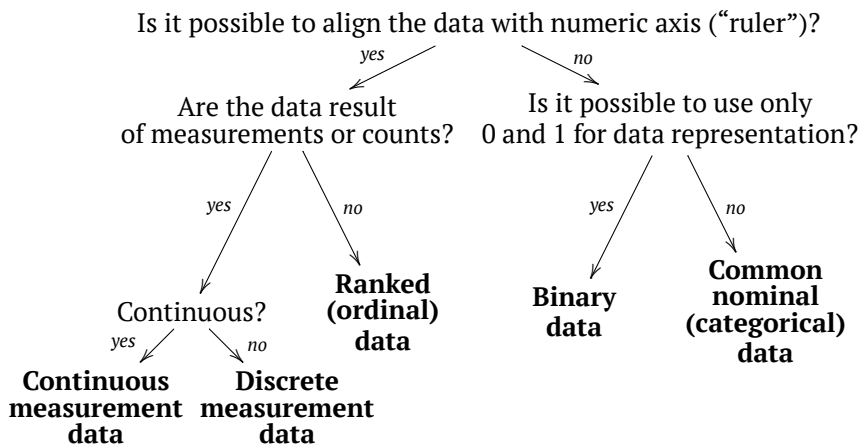 Is it possible to align the data with numeric axis (“ruler”)?
yes
no
Are the data result
of measurements or counts?
Is it possible to use only
0 and 1 for data representation?
yes
no
yes
no
Ranked
(ordinal)
data
Binary
data
Common
nominal
(categorical)
data
Continuous?
yes
no
Continuous
measurement
data
Discrete
measurement
data